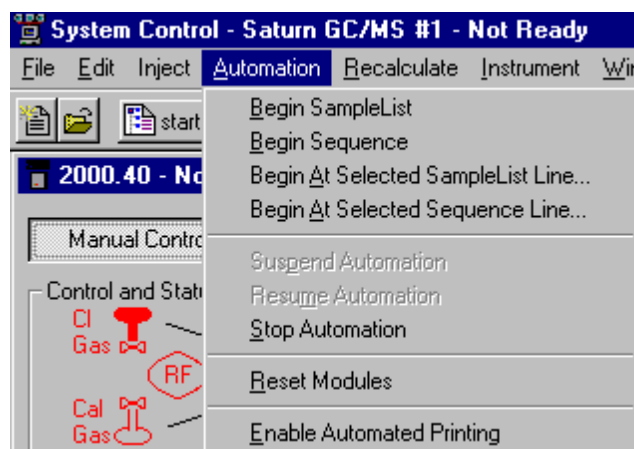 System Control - Saturn GC/MS #1 - Not Ready
File Edit Inject Automation Recalculate Instrument
start
2000.40
Manual
Control and
CI
Gas
RF
Cal
Gas
Begin SampleList
Begin Sequence
Begin At Selected SampleList Line...
Begin At Selected Sequence Line...
Suspend Automation
Resume Automation
Stop Automation
Reset Modules
Enable Automated Printing